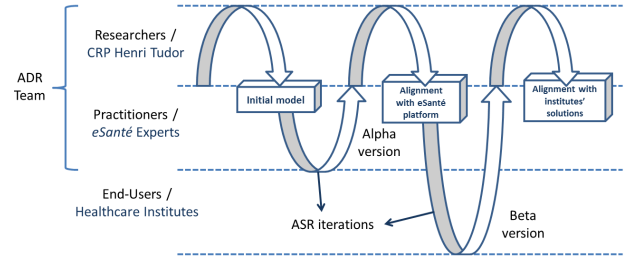 Researchers /
CRP Henri Tudor
ADR
Team
Practitioners /
eSanté Experts
End-Users /
Healthcare Institutes
Initial model
Alpha
version
Alignment
with eSanté
platform
Alignment with
institutes'
solutions
ASR iterations
Beta
version